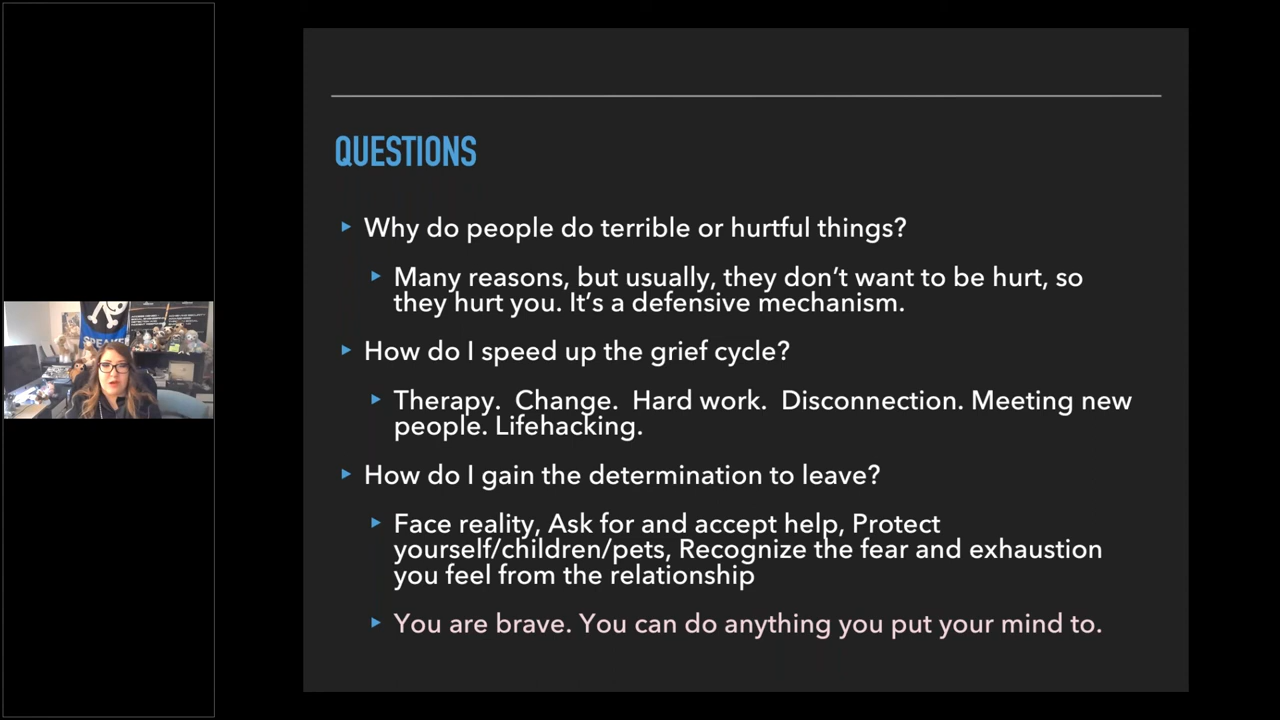 QUESTIONS
Why do people do terrible or hurtful things?
Many reasons, but usually, they don't want to be hurt, so
they hurt you. It's a defensive mechanism.
How do I speed up the grief cycle?
Therapy.  Change.  Hard work.  Disconnection. Meeting new
people. Lifehacking.
How do I gain the determination to leave?
Face reality, Ask for and accept help, Protect
yourself/children/pets, Recognize the fear and exhaustion
you feel from the relationship
You are brave. You can do anything you put your mind to.
SPEAKER